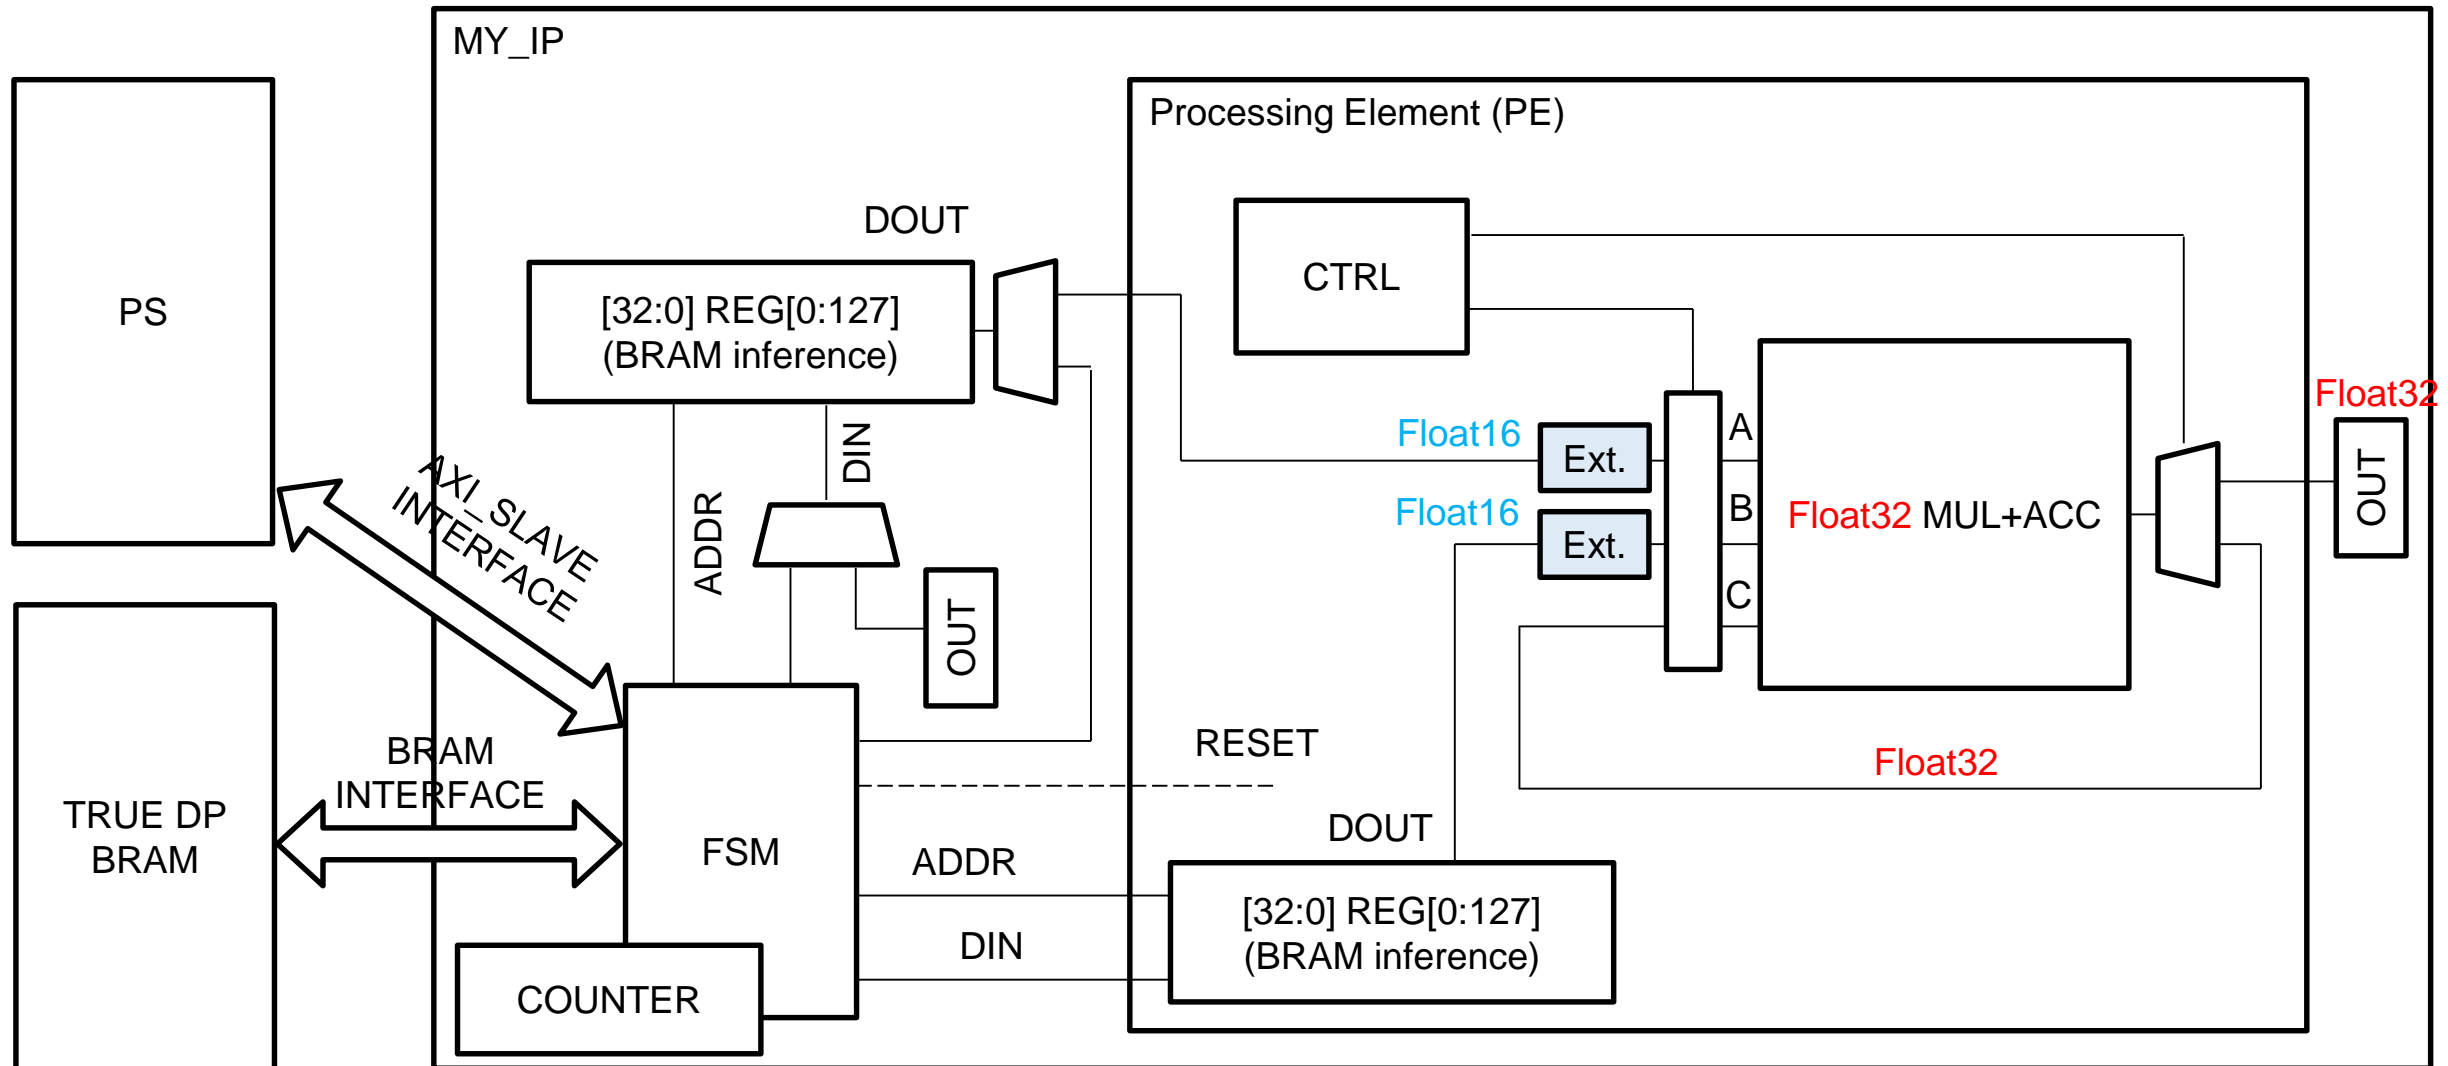 MY_IP
Processing Element (PE)
PS
DOUT
[32:0] REG[0:127]
(BRAM inference)
CTRL
DIN
ADDR
AXI_SLAVE
INTERFACE
OUT
Float16
Ext.
Float16
Ext.
A
B
C
Float32 MUL+ACC
Float32
OUT
RESET
Float32
BRAM
INTERFACE
TRUE DP
BRAM
FSM
COUNTER
ADDR
DIN
DOUT
[32:0] REG[0:127]
(BRAM inference)